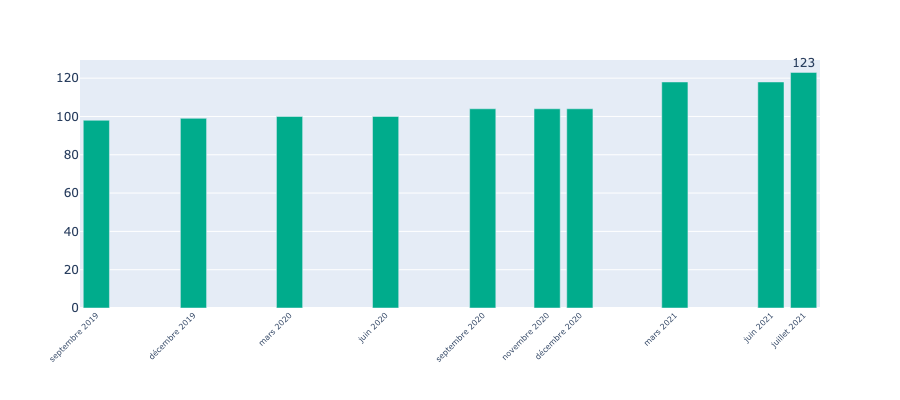 123
120
100
80
60
40
20
0
septembre 2019
décembre 2019
mars 2020
juin 2020
septembre 2020
novembre 2020
décembre 2020
mars 2021
juin 2021
juillet 2021